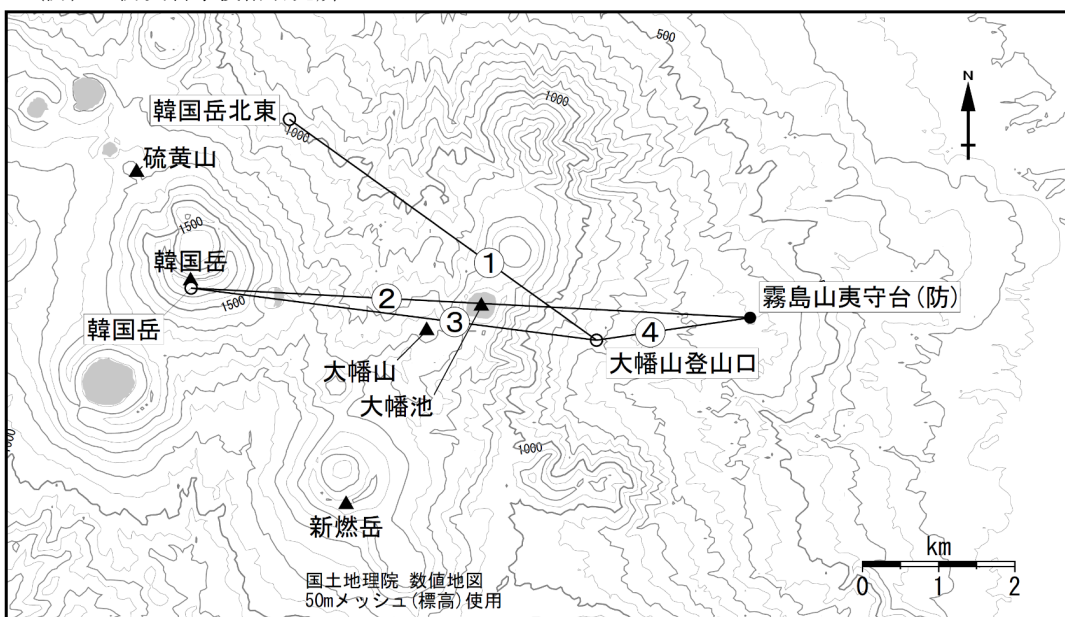 500
N
韓国岳北東
1000
1000
硫黄山
1500
韓国岳
①
霧島山夷守台(防)
②
1500
③
④
韓国岳
大幡山登山口
大幡山
大幡池
1000
1000
新燃岳
km
国土地理院 数値地図
50mメッシュ(標高)使用
0 1 2